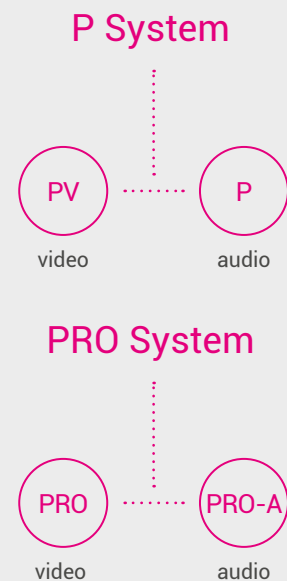 P System
PV
P
video
audio
PRO System
PRO
PRO-A
video
audio